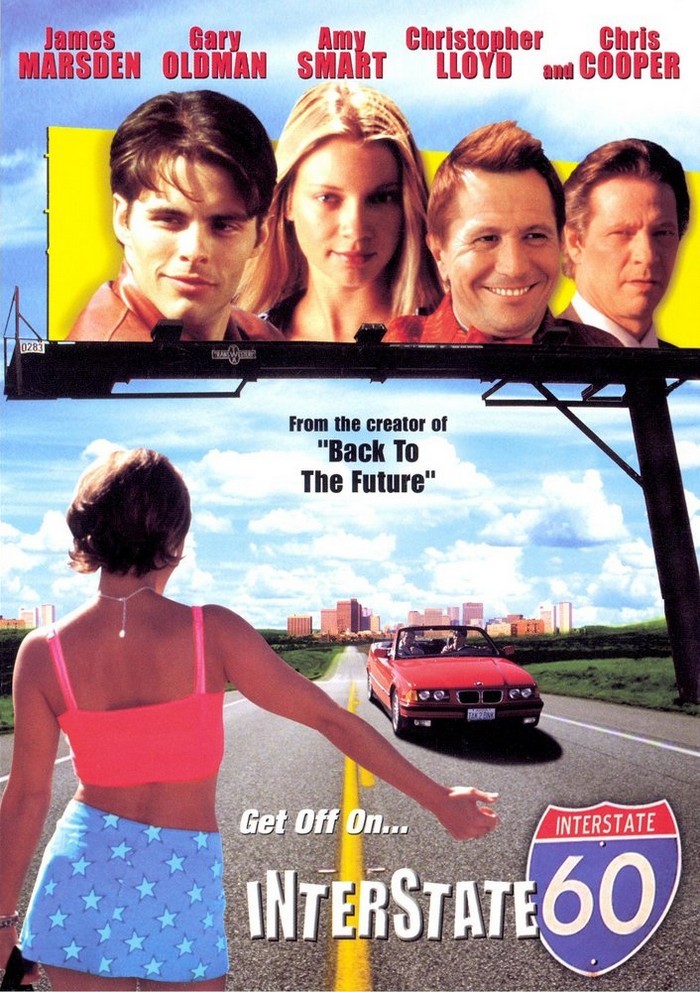 James Gary Amy Christopher Chris
MARSDEN OLDMAN SMART LLOYD and COOPER
0283
From the creator of
"Back To
The Future"
Get Off On...
INTERSTATE
INTERSTATE
60